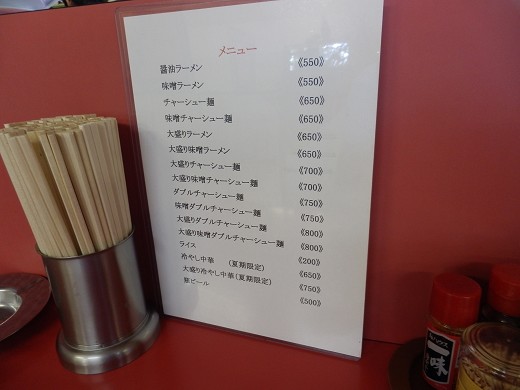 メニュー
醤油ラーメン 《550》
味噌ラーメン 《550》
チャーシュー麺 《650》
味噌チャーシュー麺 《650》
大盛りラーメン 《650》
大盛り味噌ラーメン 《650》
大盛りチャーシュー麺 《700》
大盛り味噌チャーシュー麺 《700》
ダブルチャーシュー麺 《750》
味噌ダブルチャーシュー麺 《750》
大盛りダブルチャーシュー麺 《800》
大盛り味噌ダブルチャーシュー麺 《800》
ライス 《200》
冷やし中華 (夏期限定) 《650》
大盛り冷やし中華(夏期限定) 《750》
ビール 《500》
一味